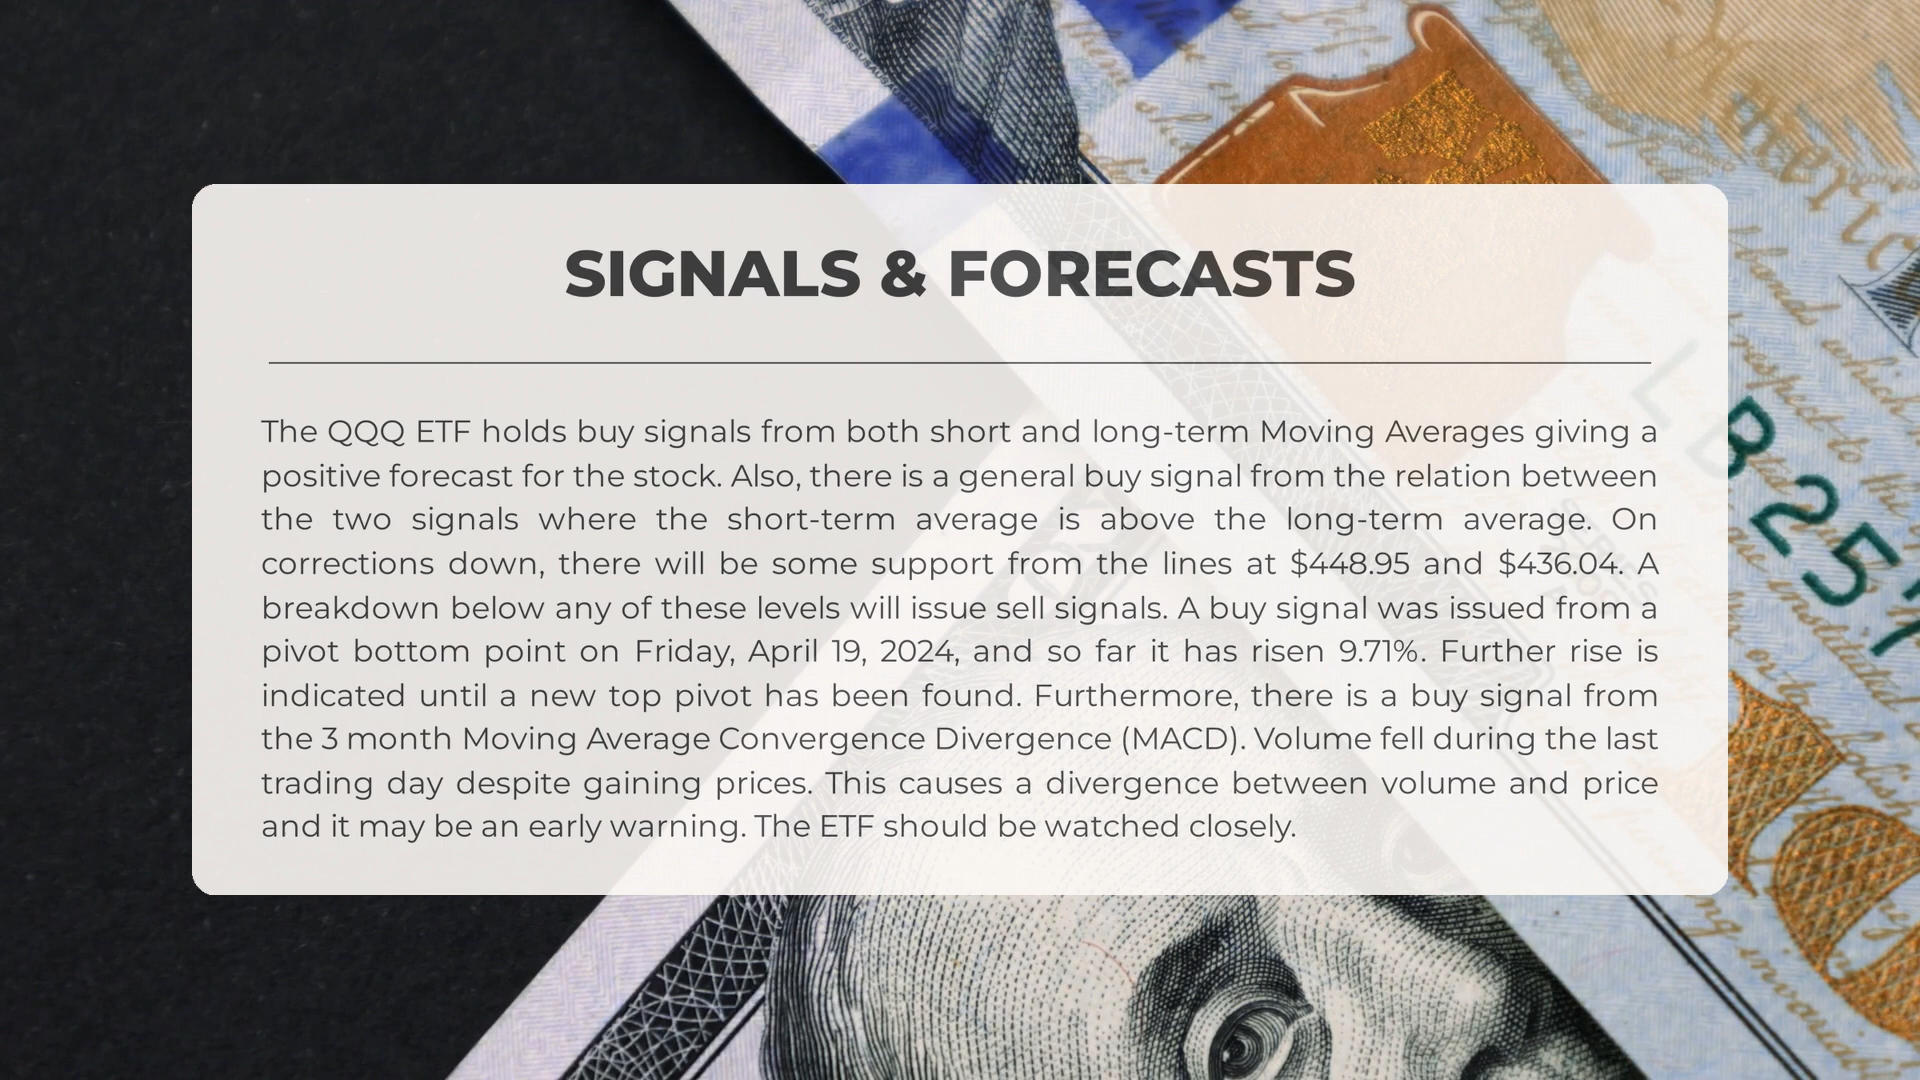 SIGNALS & FORECASTS
The QQQ ETF holds buy signals from both short and long-term Moving Averages giving a
positive forecast for the stock. Also, there is a general buy signal from the relation between
the two signals where the short-term average is above the long-term average. On
corrections down, there will be some support from the lines at $448.95 and $436.04. A
breakdown below any of these levels will issue sell signals. A buy signal was issued from a
pivot bottom point on Friday, April 19, 2024, and so far it has risen 9.71%. Further rise is
indicated until a new top pivot has been found. Furthermore, there is a buy signal from
the 3 month Moving Average Convergence Divergence (MACD). Volume fell during the last
trading day despite gaining prices. This causes a divergence between volume and price
and it may be an early warning. The ETF should be watched closely.
LB257